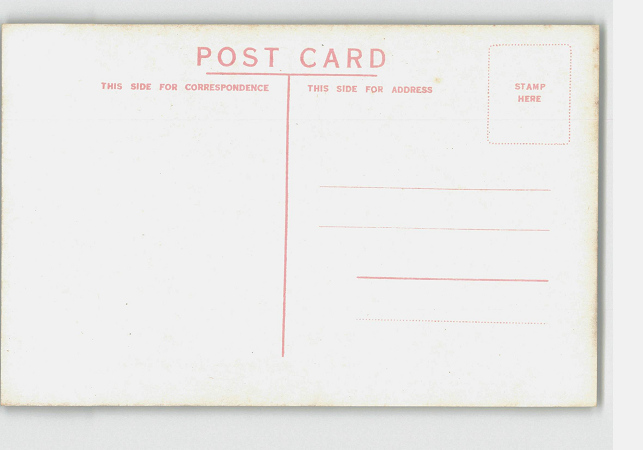 POST CARD
THIS SIDE FOR CORRESPONDENCE
THIS SIDE FOR ADDRESS
STAMP
HERE